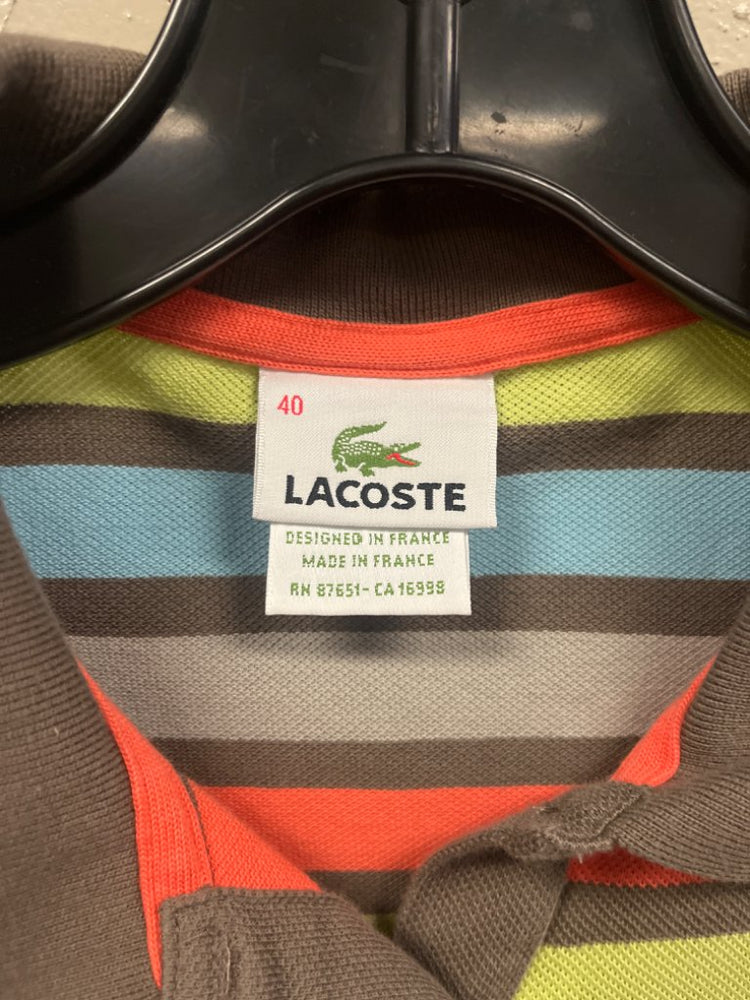 40
LACOSTE
DESIGNED IN FRANCE
MADE IN FRANCE
RN 87651 - CA 16998